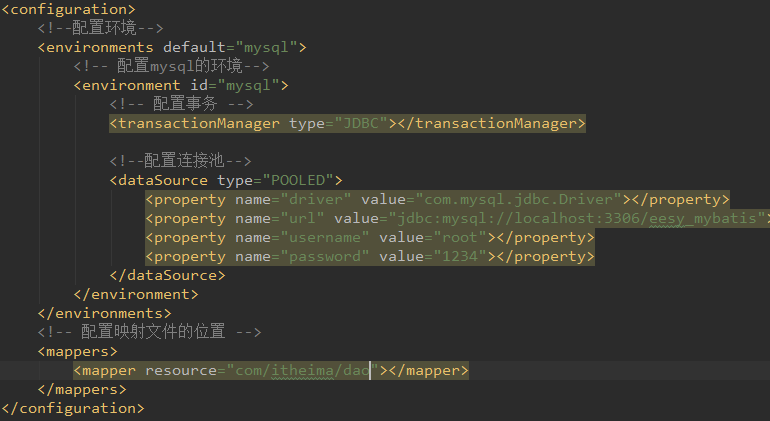 <configuration>
<!--配置环境-->
<environments default="mysql">
<!-- 配置mysql的环境-->
<environment id="mysql">
<!-- 配置事务 -->
<transactionManager type="JDBC"></transactionManager>
<!--配置连接池-->
<dataSource type="POOLED">
<property name="driver" value="com.mysql.jdbc.Driver"></property>
<property name="url" value="jdbc:mysql://localhost:3306/eesy_mybatis">
<property name="username" value="root"></property>
<property name="password" value="1234"></property>
</dataSource>
</environment>
</environments>
<!-- 配置映射文件的位置 -->
<mappers>
<mapper resource="com/itheima/dao"></mapper>
</mappers>
</configuration>